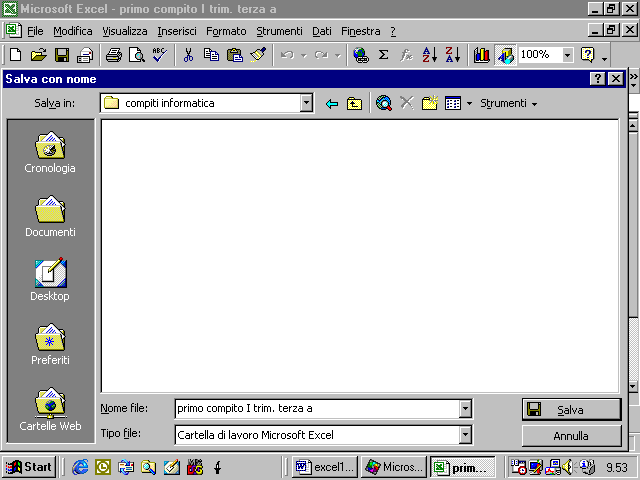 Microsoft Excel - primo compito I trim. terza a
File Modifica Visualizza Inserisci Formato Strumenti Dati Finestra ?
ABC Σ fx A Z Z A 100% ?
Salva con nome
Salva in: compiti informatica Strumenti
Cronologia
Documenti
Desktop
Preferiti
Cartelle Web
Nome file: primo compito I trim. terza a Salva
Tipo file: Cartella di lavoro Microsoft Excel Annulla
Start excel1... Micros... prim... 9.53